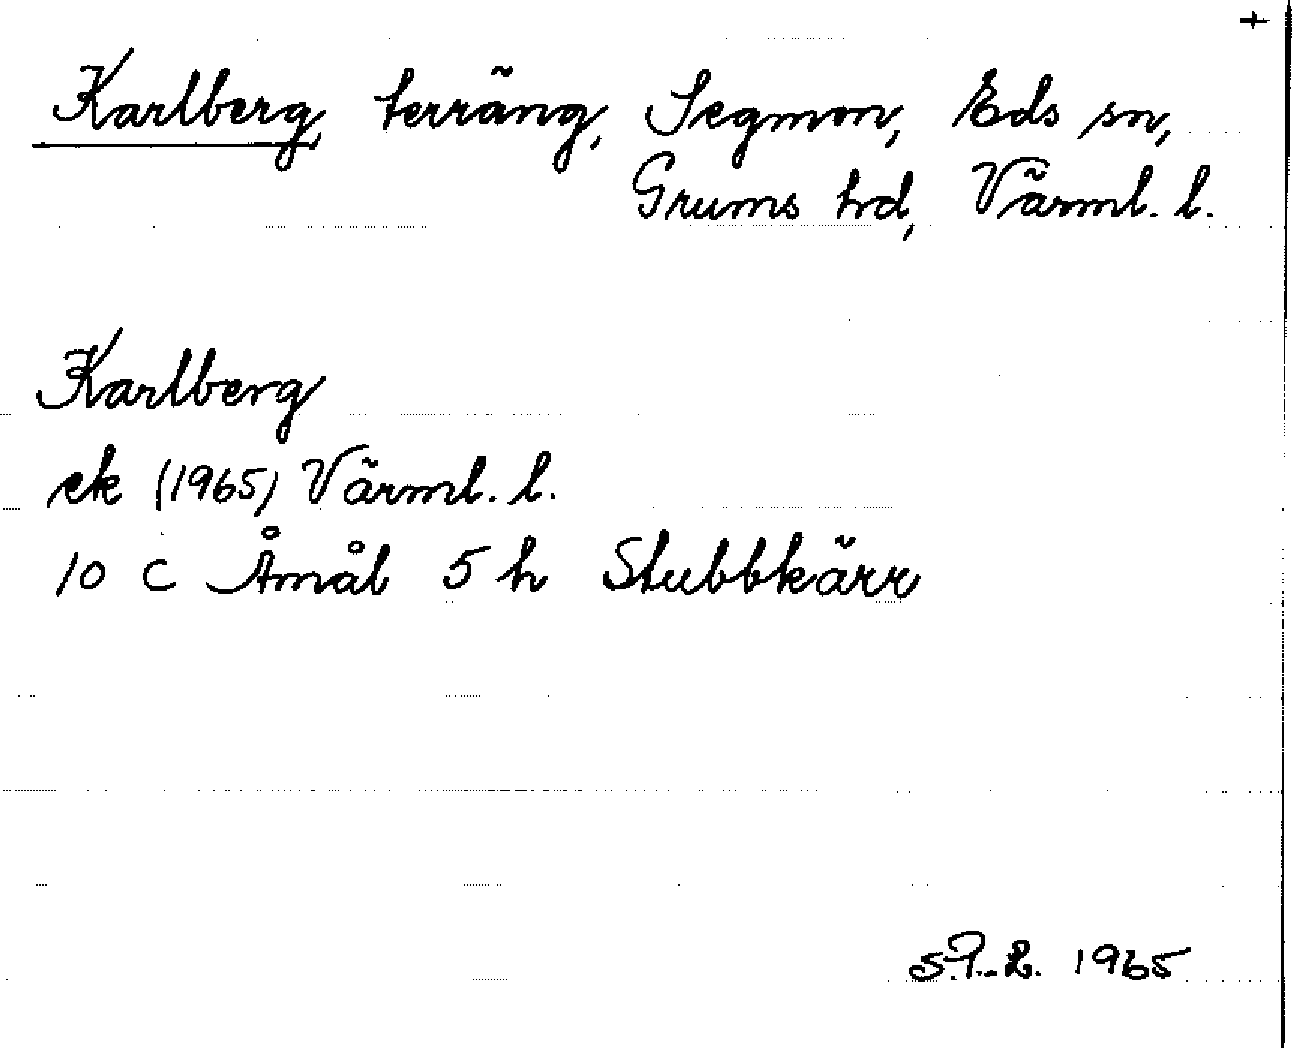 +
Karlberg, terräng, Segmon, Eds sn,
Grums hd, Värml. l.
Karlberg
ek (1965) Värml. l.
10 C Åmål 5 h Stubbkärr
1965